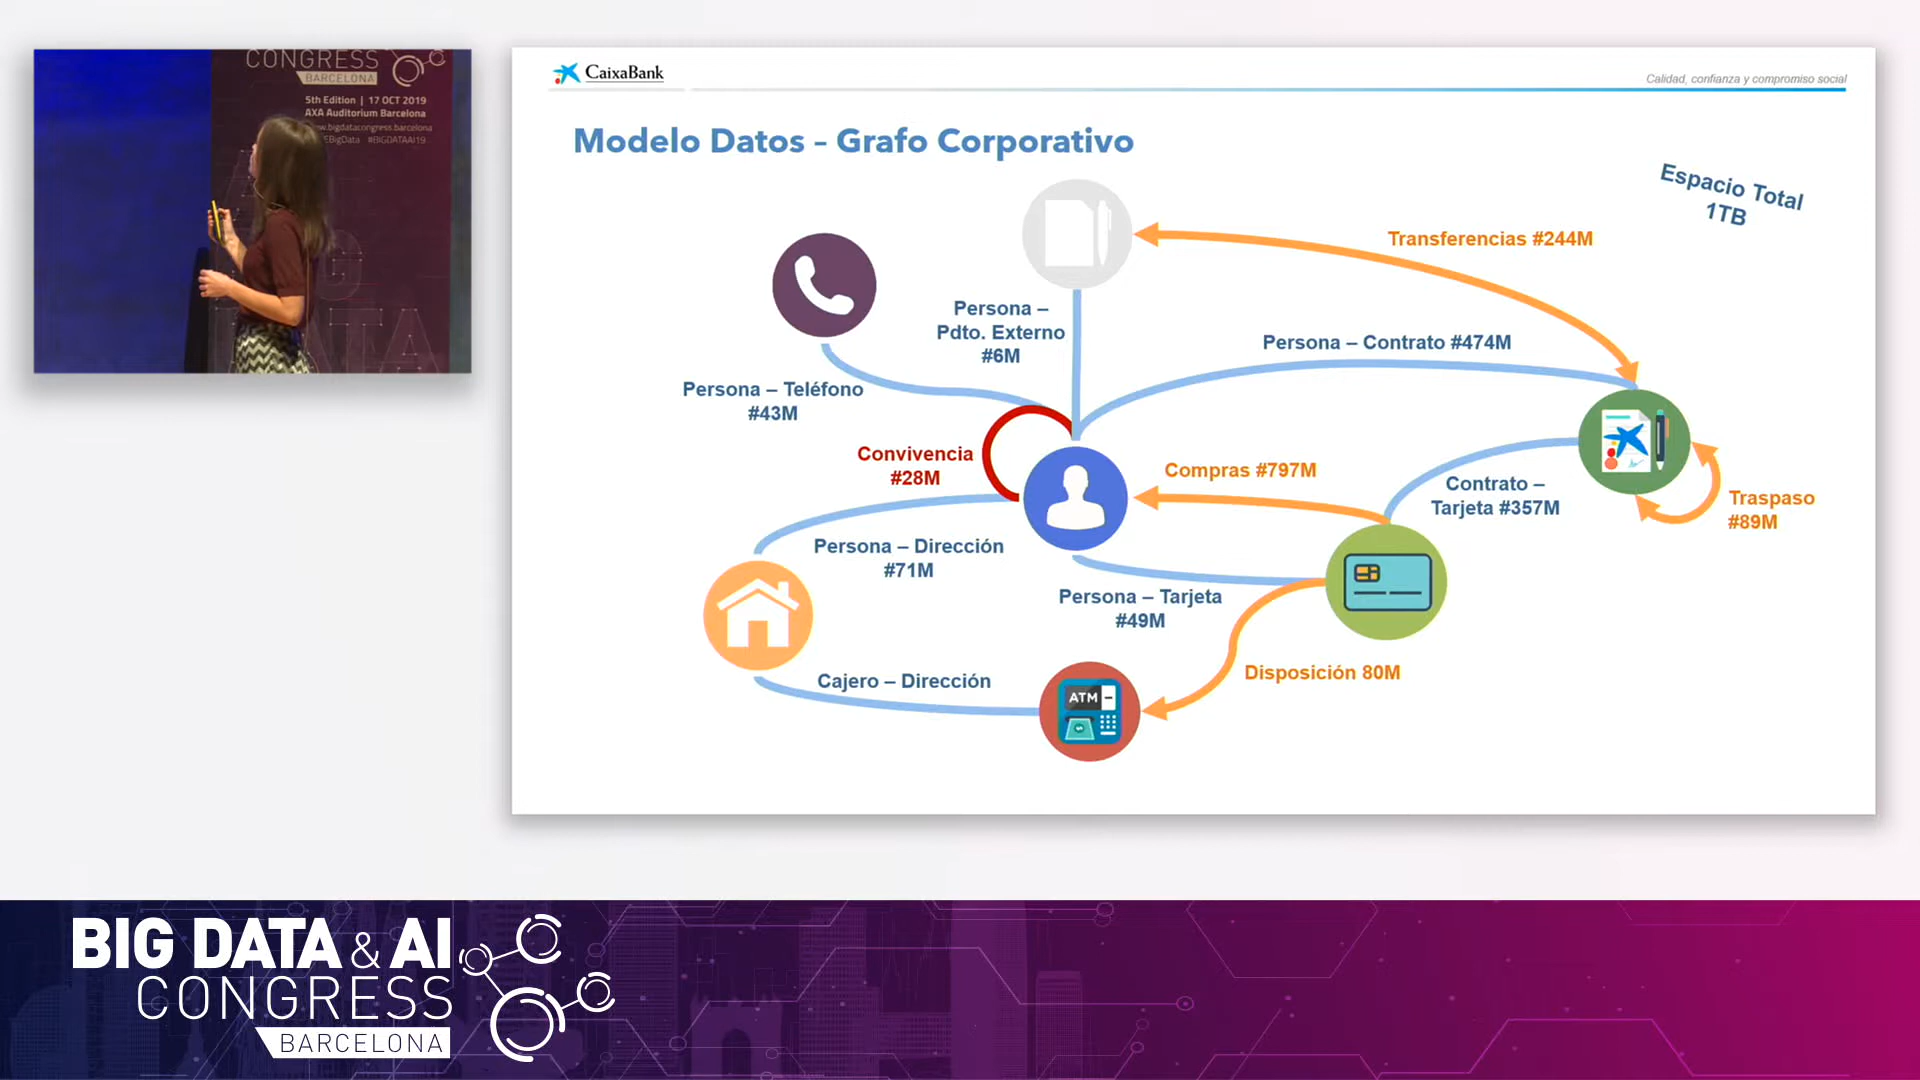 CONGRESS
BARCELONA
5th Edition | 17 OCT 2019
AXA Auditorium Barcelona
.bigdatacongress.barcelona
#BIGDATAAI19
CaixaBank
Calidad, confianza y compromiso social
Modelo Datos – Grafo Corporativo
Espacio Total
1TB
Transferencias #244M
Persona –
Pdto. Externo
#6M
Persona – Contrato #474M
Persona – Teléfono
#43M
Convivencia
#28M
Compras #797M
Contrato –
Tarjeta #357M
Traspaso
#89M
Persona – Dirección
#71M
Persona – Tarjeta
#49M
Disposición 80M
Cajero – Dirección
ATM
BIG DATA & AI
CONGRESS
BARCELONA